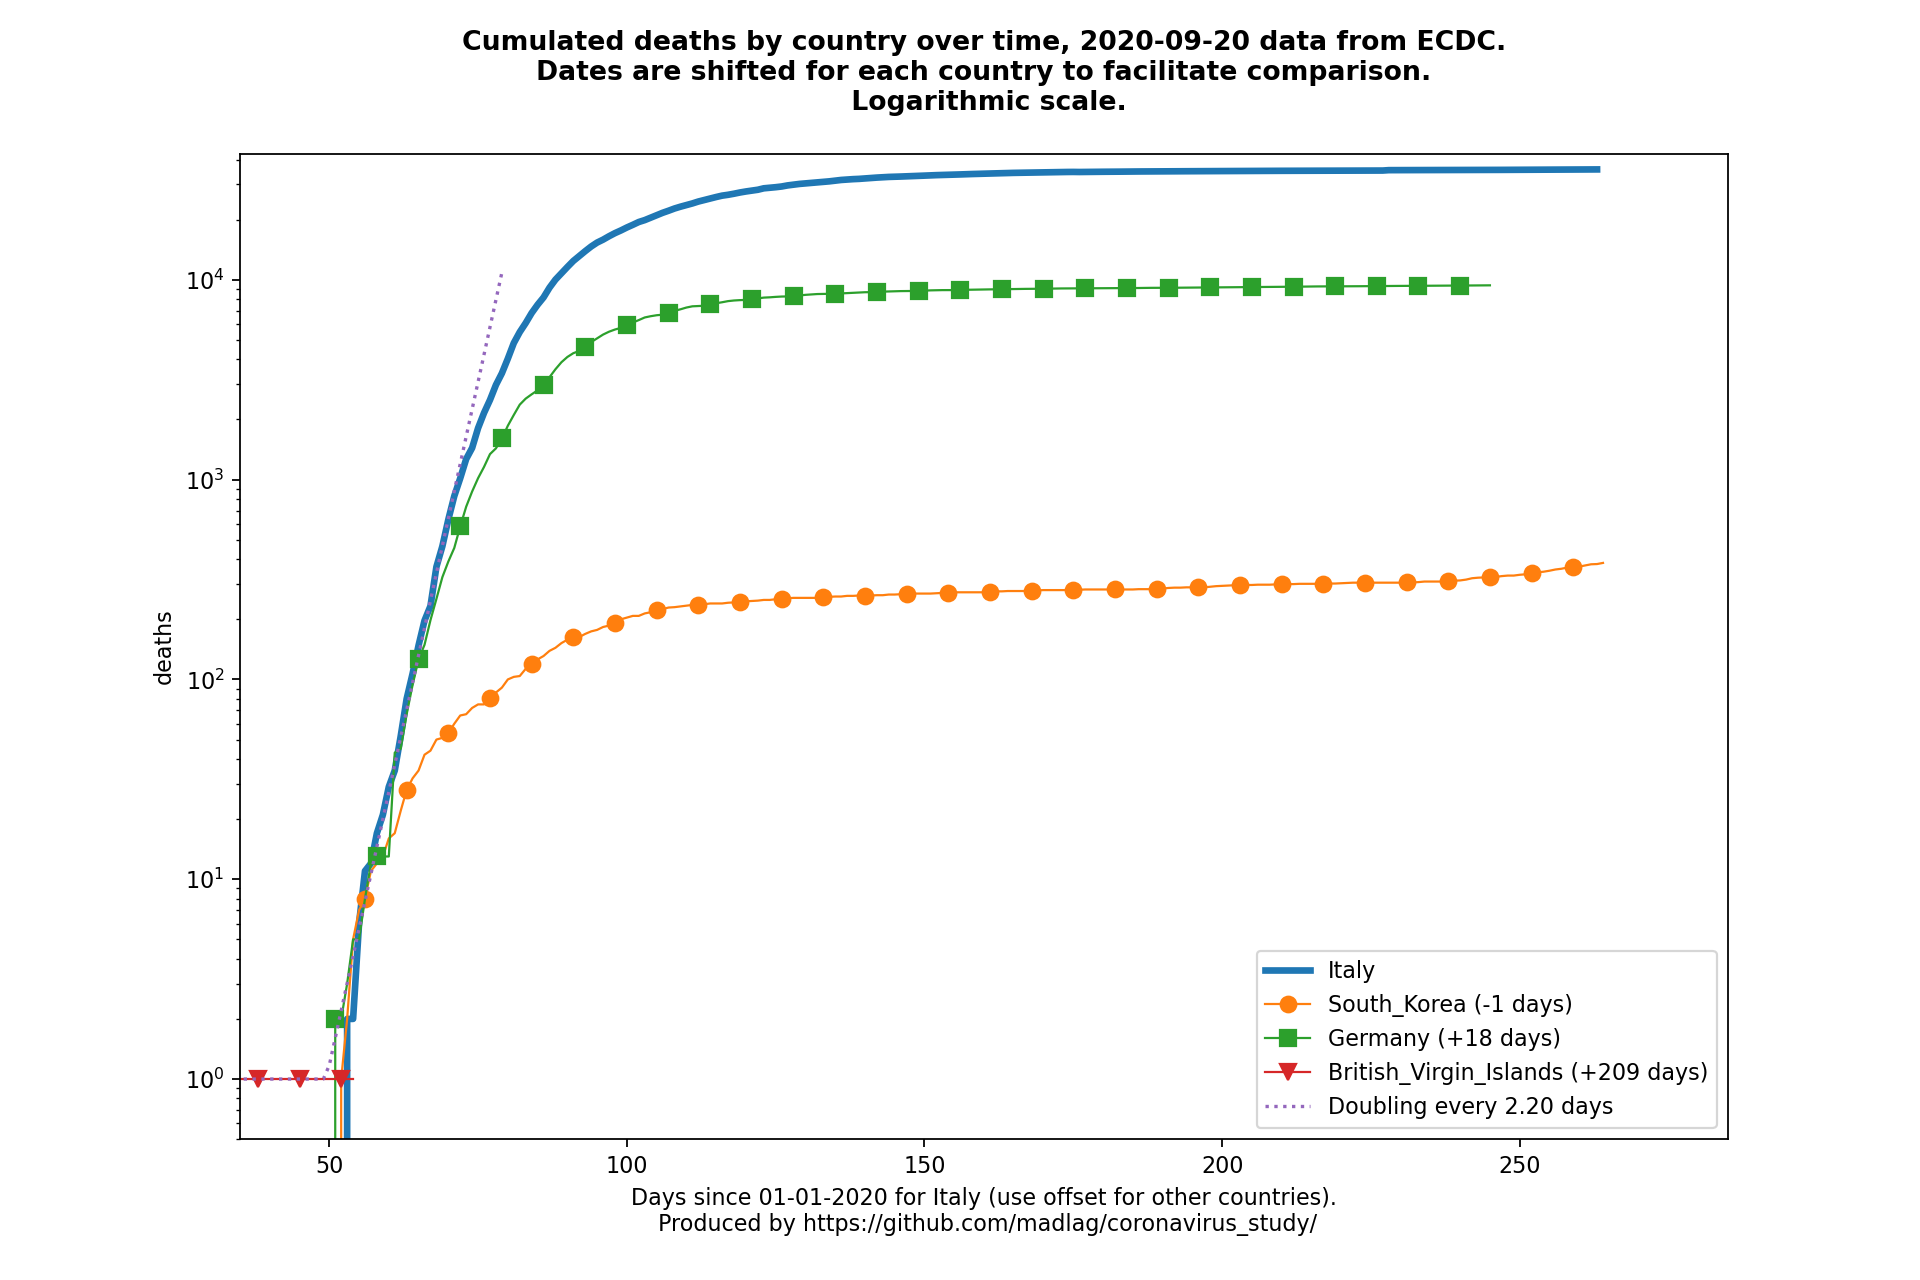 Cumulated deaths by country over time, 2020-09-20 data from ECDC.
Dates are shifted for each country to facilitate comparison.
Logarithmic scale.
deaths
10^4
10^3
10^2
10^1
10^0
50 100 150 200 250
Italy
South_Korea (-1 days)
Germany (+18 days)
British_Virgin_Islands (+209 days)
Doubling every 2.20 days
Days since 01-01-2020 for Italy (use offset for other countries).
Produced by https://github.com/madlag/coronavirus_study/